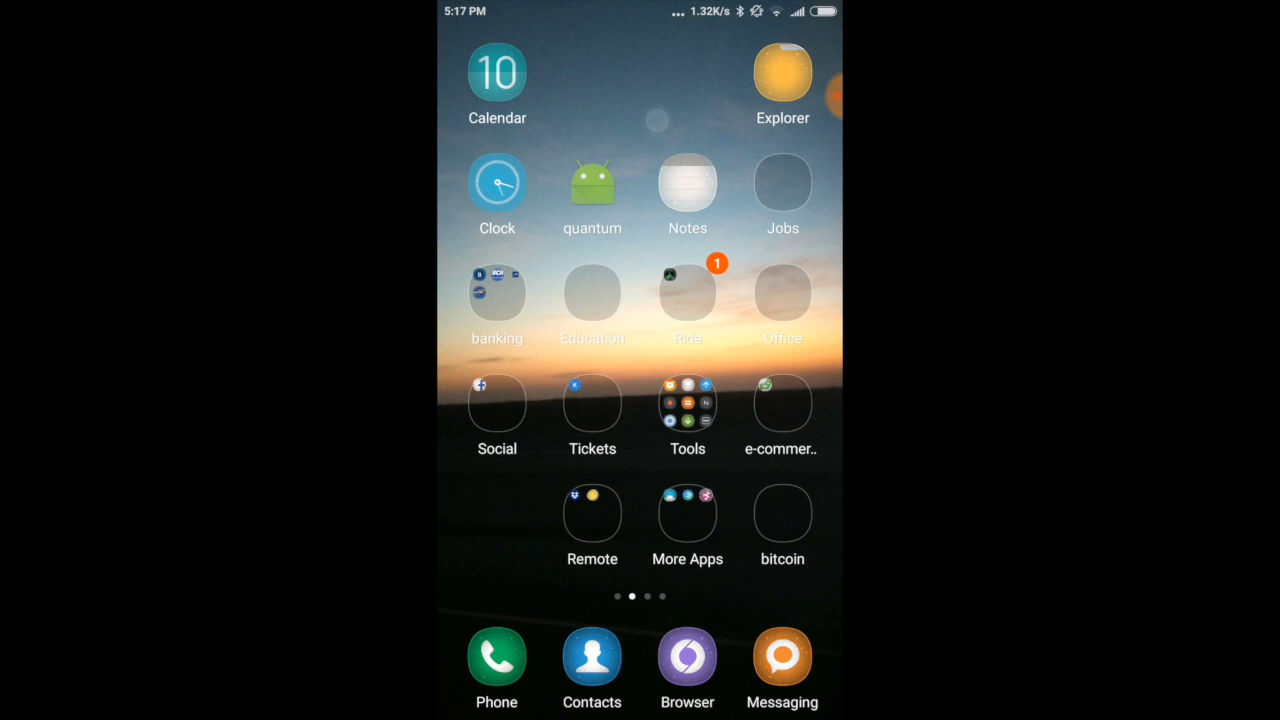 5:17 PM
... 1.32K/s
10
Calendar
Explorer
Clock
quantum
Notes
Jobs
1
banking
Education
Ride
Office
Social
Tickets
Tools
e-commer..
Remote
More Apps
bitcoin
Phone
Contacts
Browser
Messaging